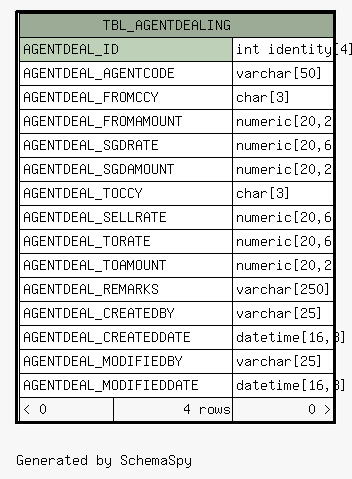 TBL_AGENTDEALING
AGENTDEAL_ID int identity[4]
AGENTDEAL_AGENTCODE varchar[50]
AGENTDEAL_FROMCCY char[3]
AGENTDEAL_FROMAMOUNT numeric[20,2
AGENTDEAL_SGDRATE numeric[20,6
AGENTDEAL_SGDAMOUNT numeric[20,2
AGENTDEAL_TOCCY char[3]
AGENTDEAL_SELLRATE numeric[20,6
AGENTDEAL_TORATE numeric[20,6
AGENTDEAL_TOAMOUNT numeric[20,2
AGENTDEAL_REMARKS varchar[250]
AGENTDEAL_CREATEDBY varchar[25]
AGENTDEAL_CREATEDDATE datetime[16,3]
AGENTDEAL_MODIFIEDBY varchar[25]
AGENTDEAL_MODIFIEDDATE datetime[16,3]
< 0 4 rows 0 >
Generated by SchemaSpy